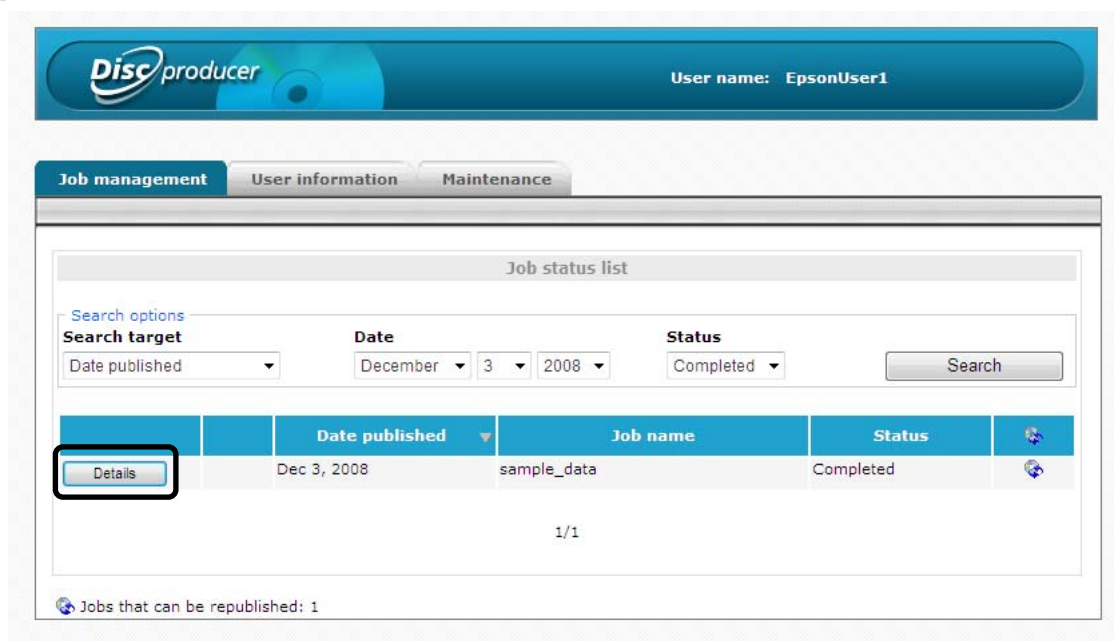 Disc producer
User name: EpsonUser1
Job management User information Maintenance
Job status list
Search options
Search target Date Status
Date published December 3 2008 Completed Search
Date published Job name Status
Details Dec 3, 2008 sample_data Completed
1/1
Jobs that can be republished: 1